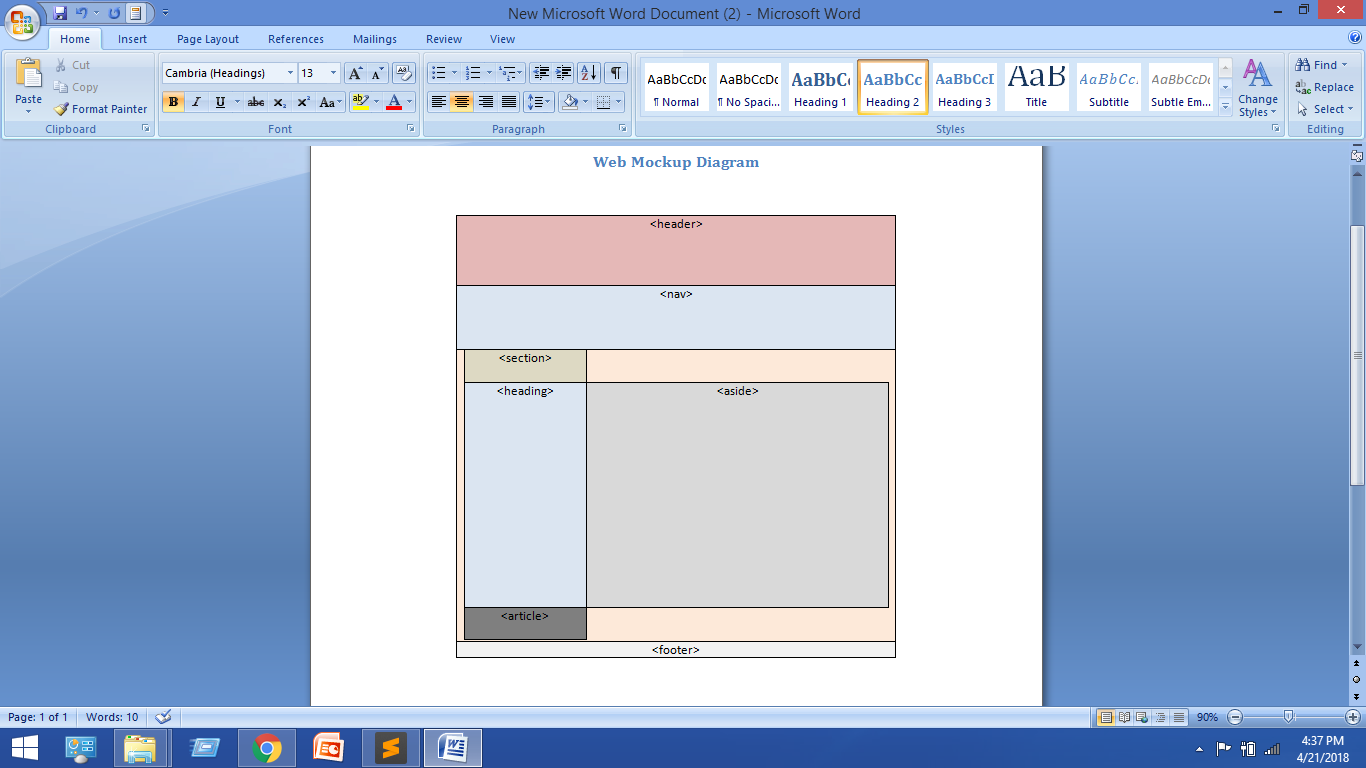 New Microsoft Word Document (2) - Microsoft Word
Home Insert Page Layout References Mailings Review View
Paste
Cut
Copy
Format Painter
Clipboard
Cambria (Headings) 13
B I U abc x₂ x² Aa
Font
Paragraph
AaBbCcDc AaBbCcDc AaBbC AaBbCc AaBbCcI AaB AaBbCc. AaBbCcDc
¶ Normal ¶ No Spaci... Heading 1 Heading 2 Heading 3 Title Subtitle Subtle Em...
Change Styles
Styles
Find
Replace
Select
Editing
Web Mockup Diagram
<header>
<nav>
<section>
<heading> <aside>
<article>
<footer>
Page: 1 of 1 Words: 10 90%
4:37 PM
4/21/2018